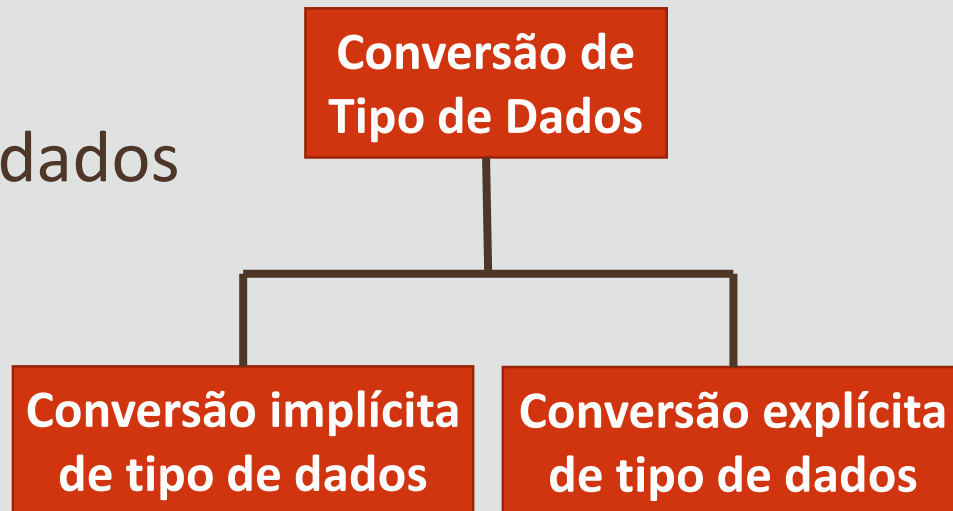 Conversão de
Tipo de Dados
dados
Conversão implícita
de tipo de dados
Conversão explícita
de tipo de dados